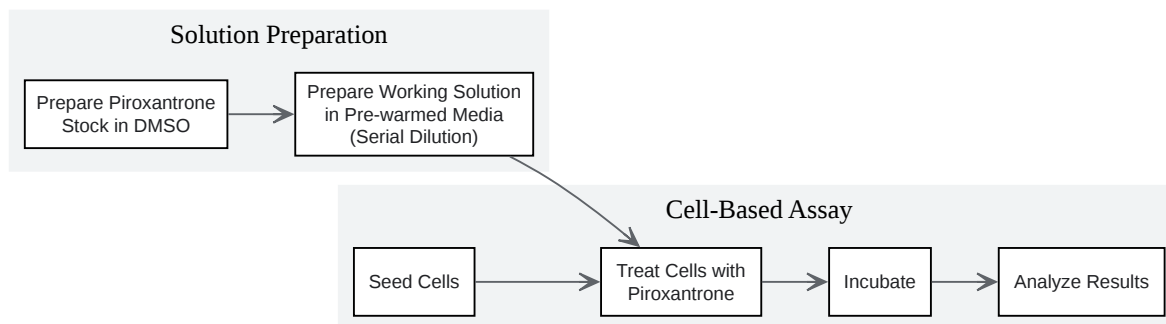 Solution Preparation
Prepare Piroxantrone
Stock in DMSO
Prepare Working Solution
in Pre-warmed Media
(Serial Dilution)
Cell-Based Assay
Seed Cells
Treat Cells with
Piroxantrone
Incubate
Analyze Results